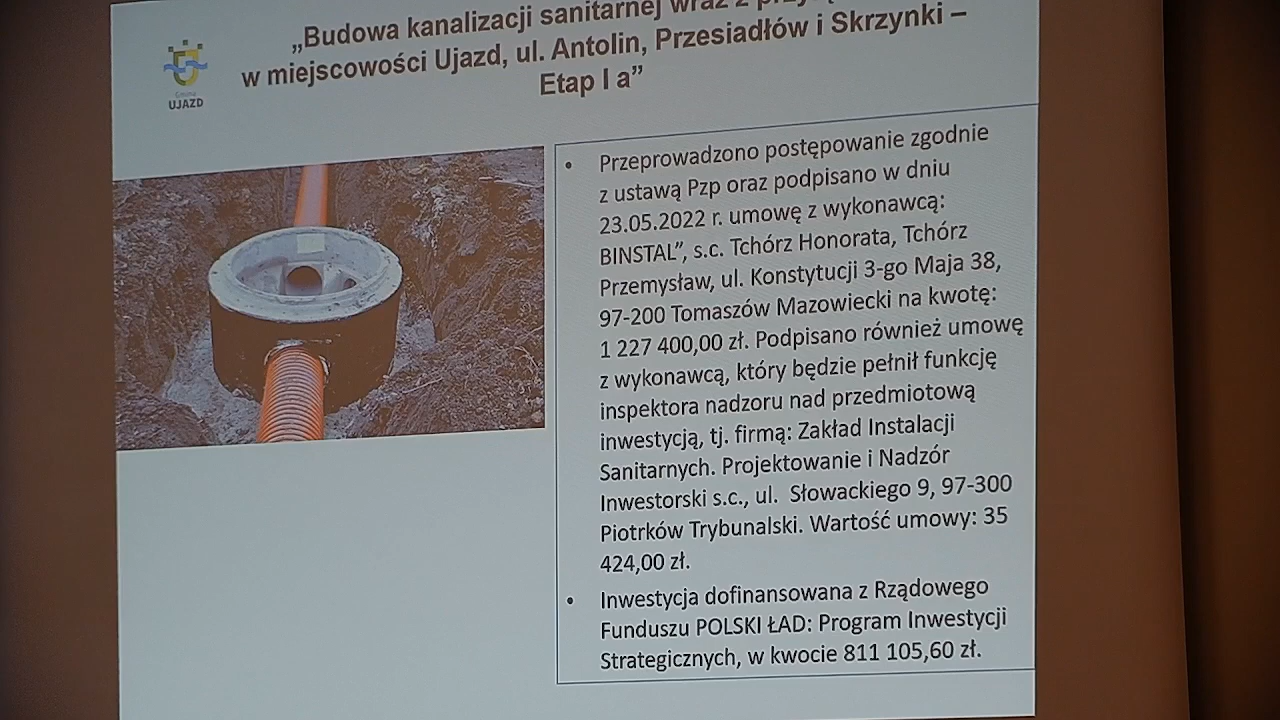 „Budowa kanalizacji sanitarnej wraz z
w miejscowości Ujazd, ul. Antolin, Przesiadłów i Skrzynki –
Etap I a”
Gmina
UJAZD
• Przeprowadzono postępowanie zgodnie
z ustawą Pzp oraz podpisano w dniu
23.05.2022 r. umowę z wykonawcą:
BINSTAL”, s.c. Tchórz Honorata, Tchórz
Przemysław, ul. Konstytucji 3-go Maja 38,
97-200 Tomaszów Mazowiecki na kwotę:
1 227 400,00 zł. Podpisano również umowę
z wykonawcą, który będzie pełnił funkcję
inspektora nadzoru nad przedmiotową
inwestycją, tj. firmą: Zakład Instalacji
Sanitarnych. Projektowanie i Nadzór
Inwestorski s.c., ul. Słowackiego 9, 97-300
Piotrków Trybunalski. Wartość umowy: 35
424,00 zł.
• Inwestycja dofinansowana z Rządowego
Funduszu POLSKI ŁAD: Program Inwestycji
Strategicznych, w kwocie 811 105,60 zł.